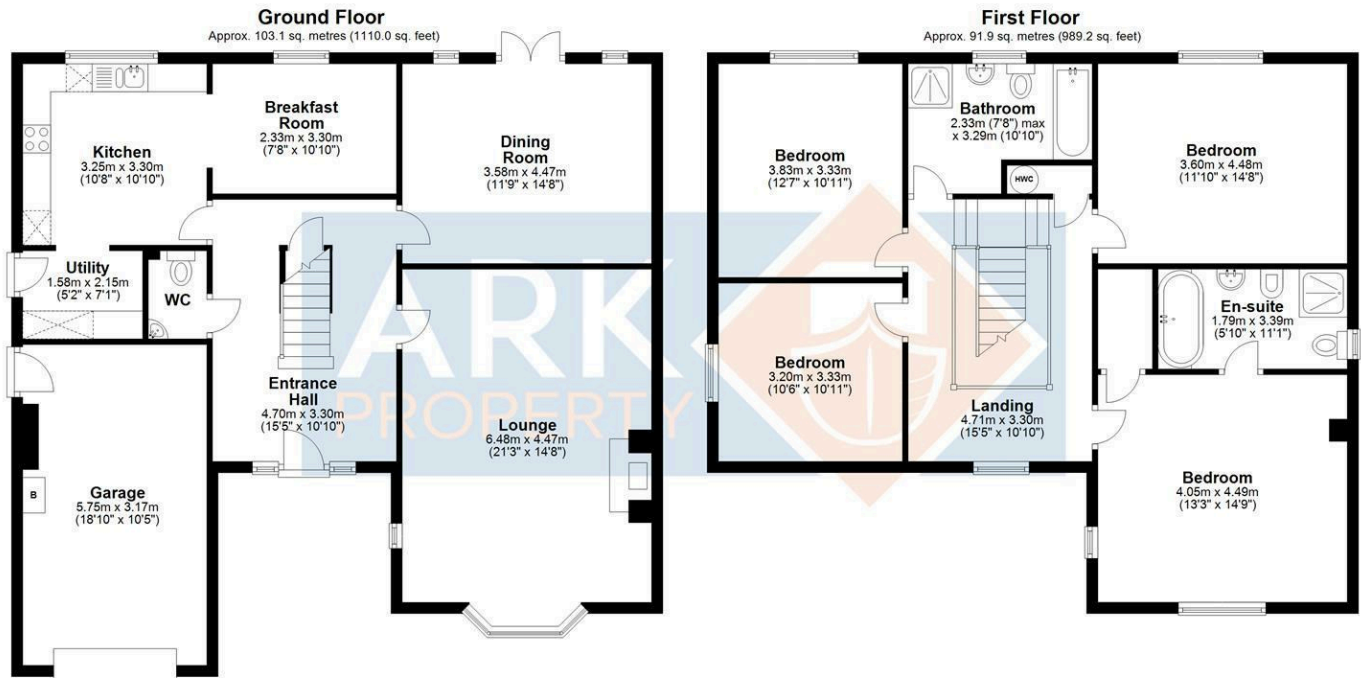 Ground Floor
Approx. 103.1 sq. metres (1110.0 sq. feet)
Kitchen
3.25m x 3.30m
(10'8" x 10'10")
Breakfast
Room
2.33m x 3.30m
(7'8" x 10'10")
Dining
Room
3.58m x 4.47m
(11'9" x 14'8")
Utility
1.58m x 2.15m
(5'2" x 7'1")
WC
Entrance
Hall
4.70m x 3.30m
(15'5" x 10'10")
Lounge
6.48m x 4.47m
(21'3" x 14'8")
B
Garage
5.75m x 3.17m
(18'10" x 10'5")
First Floor
Approx. 91.9 sq. metres (989.2 sq. feet)
Bedroom
3.83m x 3.33m
(12'7" x 10'11")
Bathroom
2.33m (7'8") max
x 3.29m (10'10")
HWC
Bedroom
3.60m x 4.48m
(11'10" x 14'8")
En-suite
1.79m x 3.39m
(5'10" x 11'1")
Bedroom
3.20m x 3.33m
(10'6" x 10'11")
Landing
4.71m x 3.30m
(15'5" x 10'10")
Bedroom
4.05m x 4.49m
(13'3" x 14'9")
ARK
PROPERTY